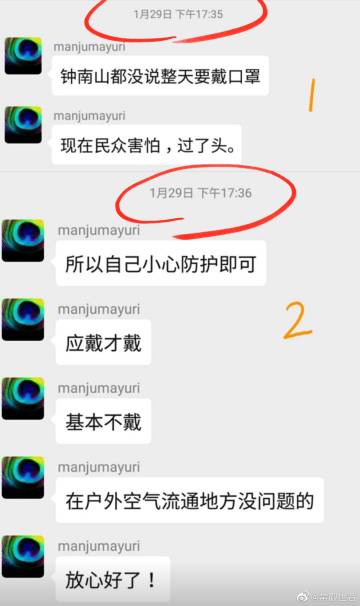 1月29日 下午17:35
manjumayuri
钟南山都没说整天要戴口罩
1
manjumayuri
现在民众害怕，过了头。
1月29日 下午17:36
manjumayuri
所以自己小心防护即可
manjumayuri
应戴才戴
2
manjumayuri
基本不戴
manjumayuri
在户外空气流通地方没问题的
manjumayuri
放心好了！